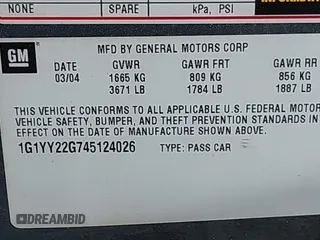 NONE SPARE kPa, PSI
GM MFD BY GENERAL MOTORS CORP
03/04 GVWR GAWR FRT GAWR RR
1665 KG 809 KG 856 KG
3671 LB 1784 LB 1887 LB
THIS VEHICLE CONFORMS TO ALL APPLICABLE U.S. FEDERAL MOTOR
VEHICLE SAFETY, BUMPER, AND THEFT PREVENTION STANDARDS IN
EFFECT ON THE DATE OF MANUFACTURE SHOWN ABOVE.
1G1YY22G745124026 TYPE: PASS CAR
DREAMBID